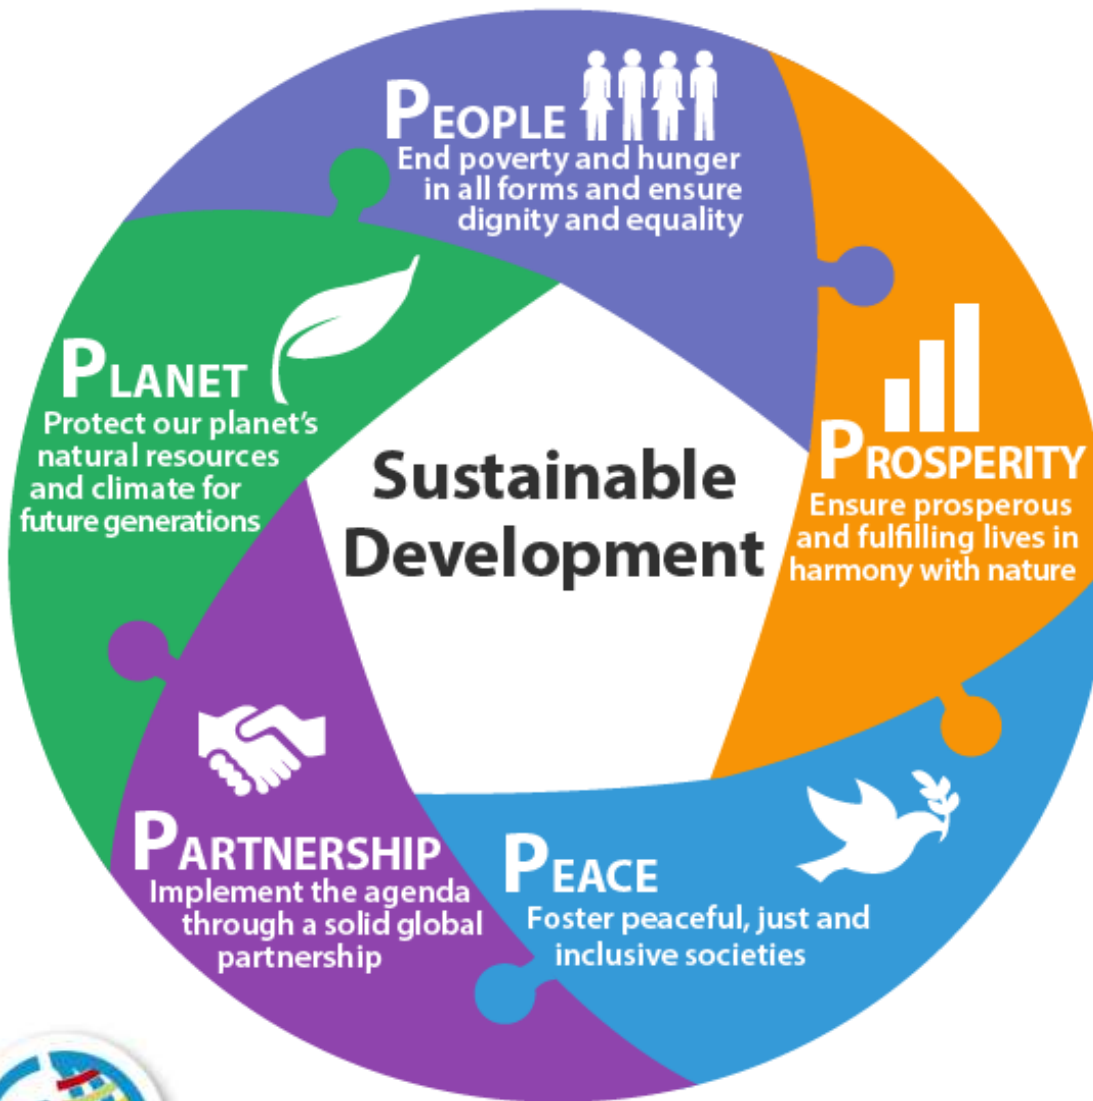 PEOPLE
End poverty and hunger
in all forms and ensure
dignity and equality
PROSPERITY
Ensure prosperous
and fulfilling lives in
harmony with nature
PEACE
Foster peaceful, just and
inclusive societies
PARTNERSHIP
Implement the agenda
through a solid global
partnership
PLANET
Protect our planet's
natural resources
and climate for
future generations
Sustainable
Development